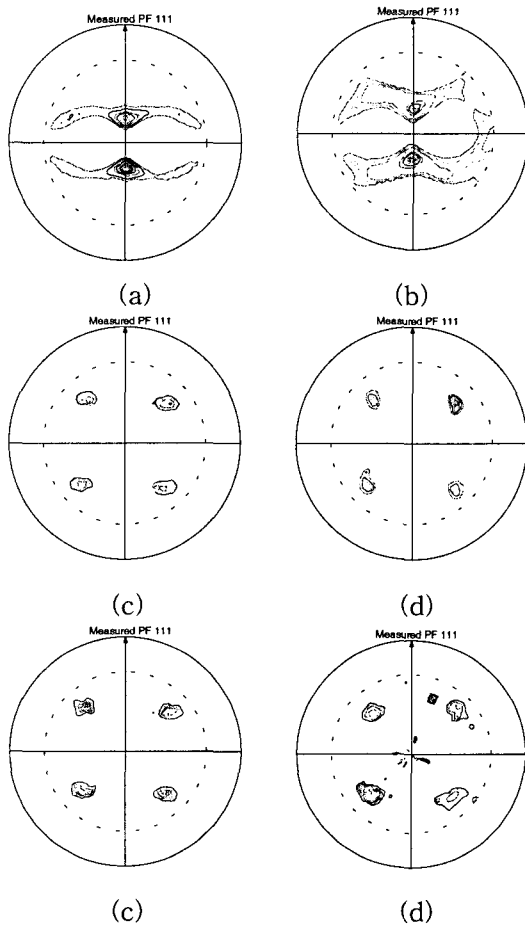 Measured PF 111
Measured PF 111
(a)
(b)
Measured PF 111
Measured PF 111
(c)
(d)
Measured PF 111
Measured PF 111
(c)
(d)